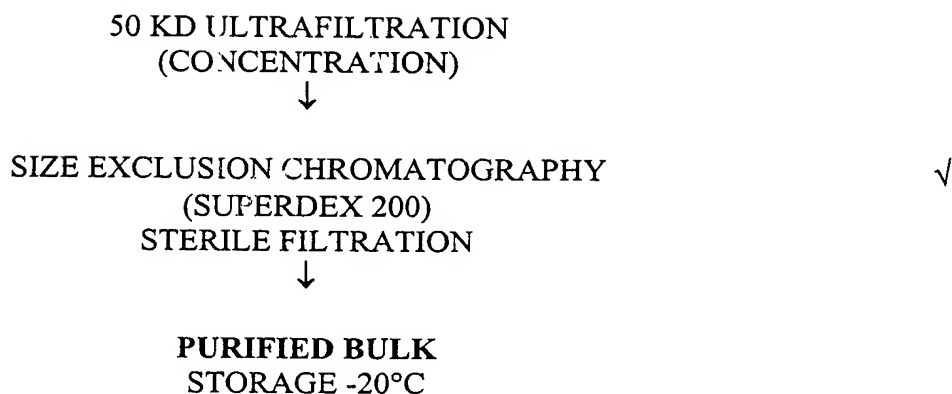 50 KD ULTRAFILTRATION
(CONCENTRATION)
↓
SIZE EXCLUSION CHROMATOGRAPHY √
(SUPERDEX 200)
STERILE FILTRATION
↓
PURIFIED BULK
STORAGE -20°C